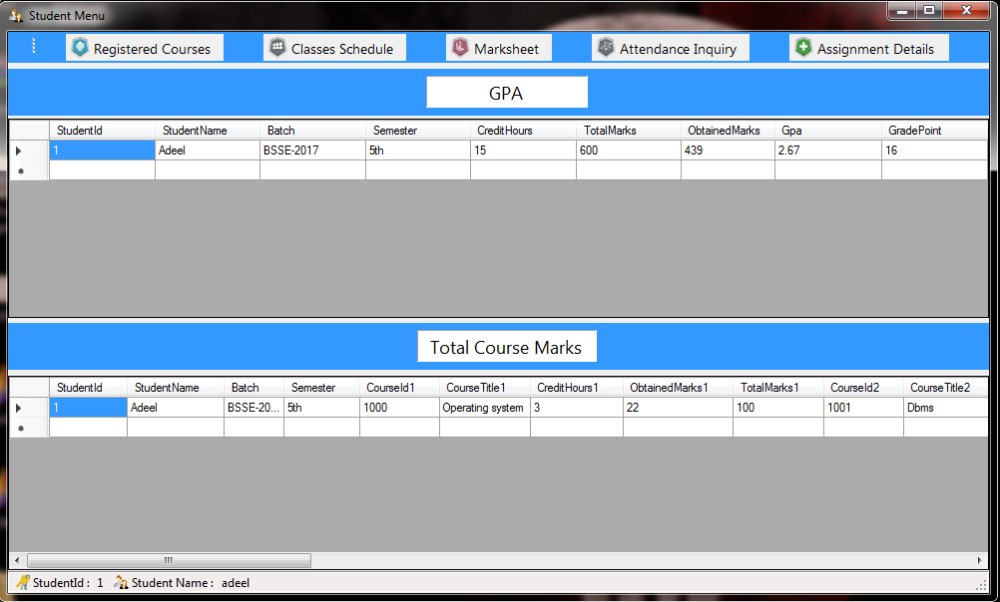 Student Menu
Registered Courses Classes Schedule Marksheet Attendance Inquiry Assignment Details
GPA
StudentId StudentName Batch Semester CreditHours TotalMarks ObtainedMarks Gpa GradePoint
1 Adeel BSSE-2017 5th 15 600 439 2.67 16
Total Course Marks
StudentId StudentName Batch Semester CourseId1 CourseTitle1 CreditHours1 ObtainedMarks1 TotalMarks1 CourseId2 CourseTitle2
1 Adeel BSSE-20... 5th 1000 Operating system 3 22 100 1001 Dbms
StudentId : 1 Student Name : adeel